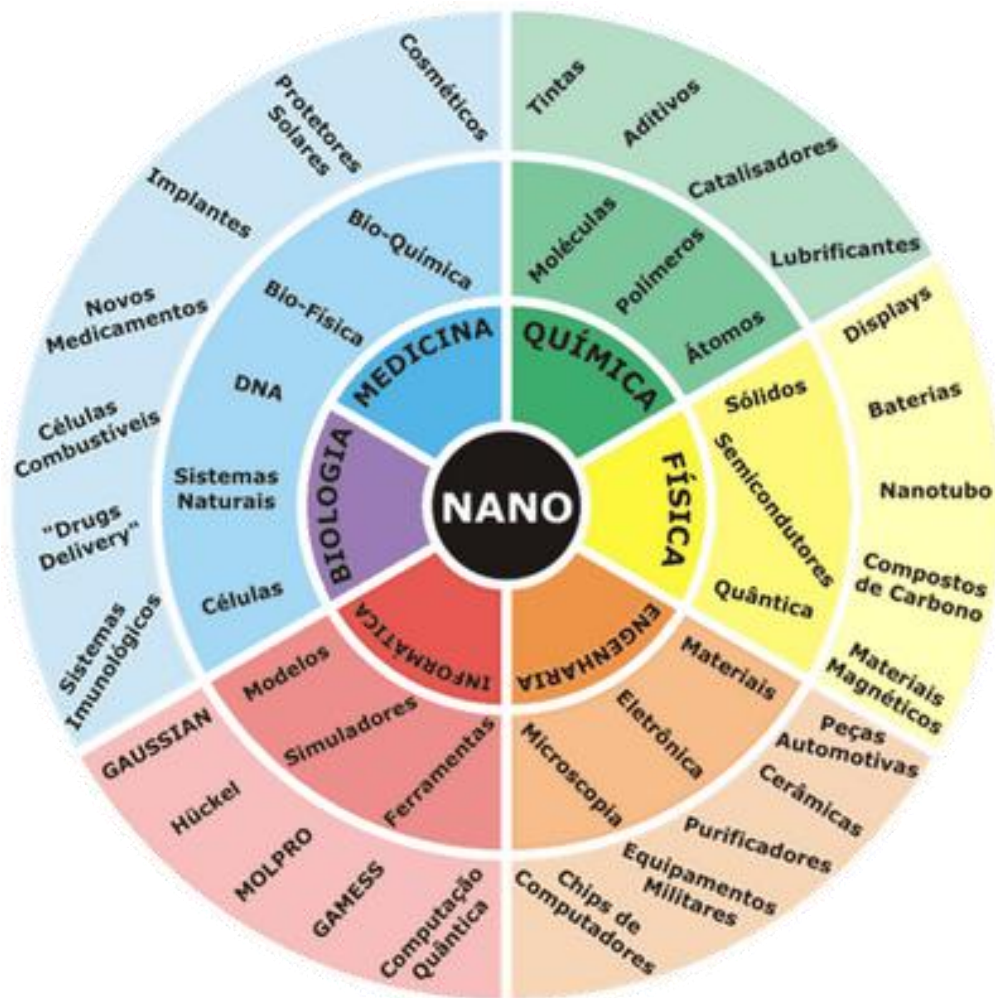 NANO
MEDICINA
QUÍMICA
FÍSICA
ENGENHARIA
INFORMÁTICA
BIOLOGIA
Bio-Química
Bio-Física
DNA
Sistemas
Naturais
Células
Moléculas
Polímeros
Átomos
Sólidos
Semicondutores
Quântica
Materiais
Eletrônica
Microscopia
Ferramentas
Simuladores
Modelos
Cosméticos
Protetores
Solares
Implantes
Novos
Medicamentos
Células
Combustíveis
"Drugs
Delivery"
Sistemas
Imunológicos
Tintas
Aditivos
Catalisadores
Lubrificantes
Displays
Baterias
Nanotubo
Compostos
de Carbono
Materiais
Magnéticos
Peças
Automotivas
Cerâmicas
Purificadores
Equipamentos
Militares
Chips de
Computadores
Computação
Quântica
GAMESS
MOLPRO
Hückel
GAUSSIAN